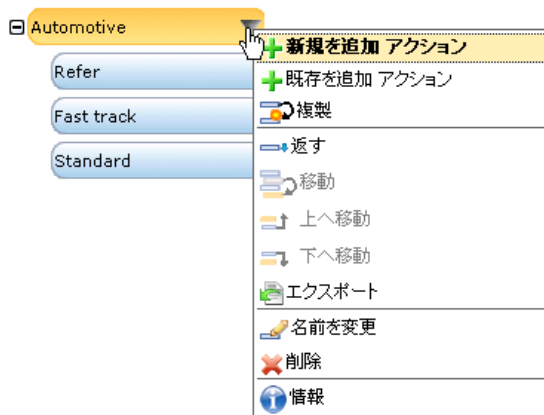 Automotive
Refer
Fast track
Standard
新規を追加 アクション
既存を追加 アクション
複製
返す
移動
上へ移動
下へ移動
エクスポート
名前を変更
削除
情報